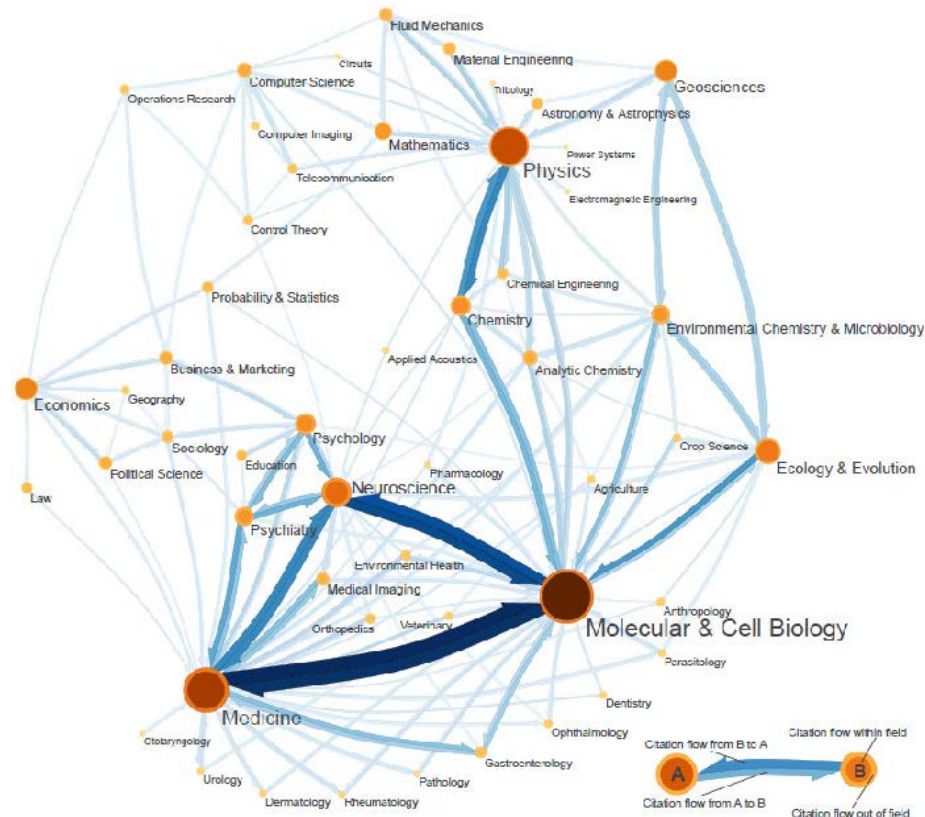 Fluid Mechanics
Material Engineering
Circuits
Computer Science
Tribology
Geosciences
Operations Research
Astronomy & Astrophysics
Computer Imaging
Mathematics
Physics
Power Systems
Telecommunication
Electromagnetic Engineering
Control Theory
Chemical Engineering
Probability & Statistics
Chemistry
Environmental Chemistry & Microbiology
Applied Acoustics
Analytic Chemistry
Business & Marketing
Economics
Geography
Psychology
Crop Science
Sociology
Education
Political Science
Pharmacology
Ecology & Evolution
Law
Neuroscience
Agriculture
Psychiatry
Environmental Health
Medical Imaging
Anthropology
Orthopedics
Veterinary
Molecular & Cell Biology
Parasitology
Dentistry
Medicine
Ophthalmology
Otolaryngology
Gastroenterology
Urology
Pathology
Dermatology
Rheumatology
Citation flow from B to A
Citation flow within field
A
B
Citation flow from A to B
Citation flow out of field